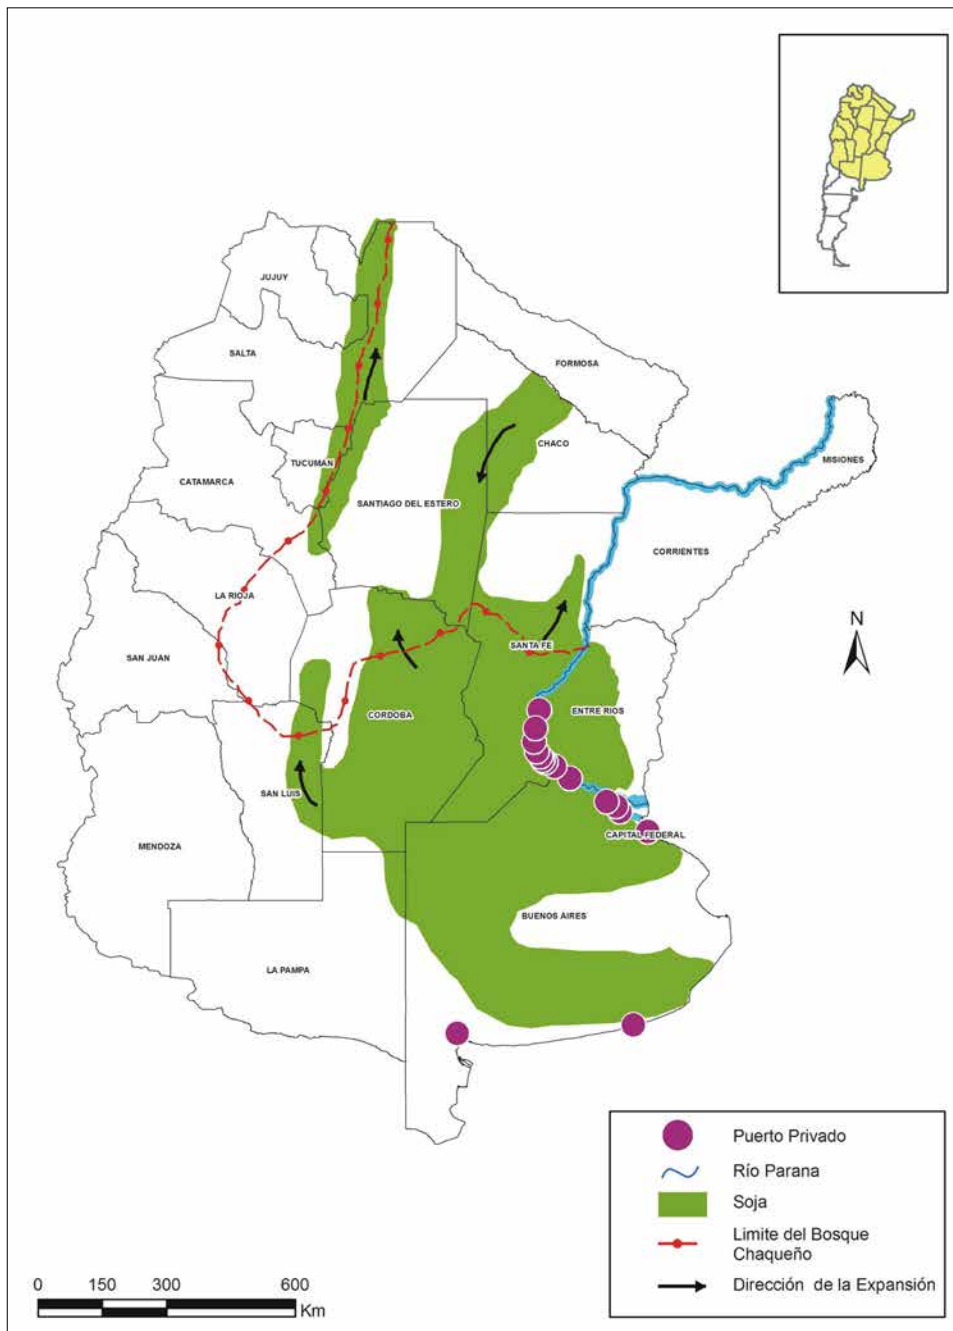 JUJUY
SALTA
FORMOSA
CHACO
MISIONES
TUCUMAN
CATAMARCA
SANTIAGO DEL ESTERO
CORRIENTES
LA RIOJA
N
SAN JUAN
SANTA FE
CORDOBA
ENTRE RIOS
SAN LUIS
CAPITAL FEDERAL
MENDOZA
BUENOS AIRES
LA PAMPA
Puerto Privado
Río Parana
Soja
Limite del Bosque
Chaqueño
Dirección de la Expansión
0 150 300 600
Km